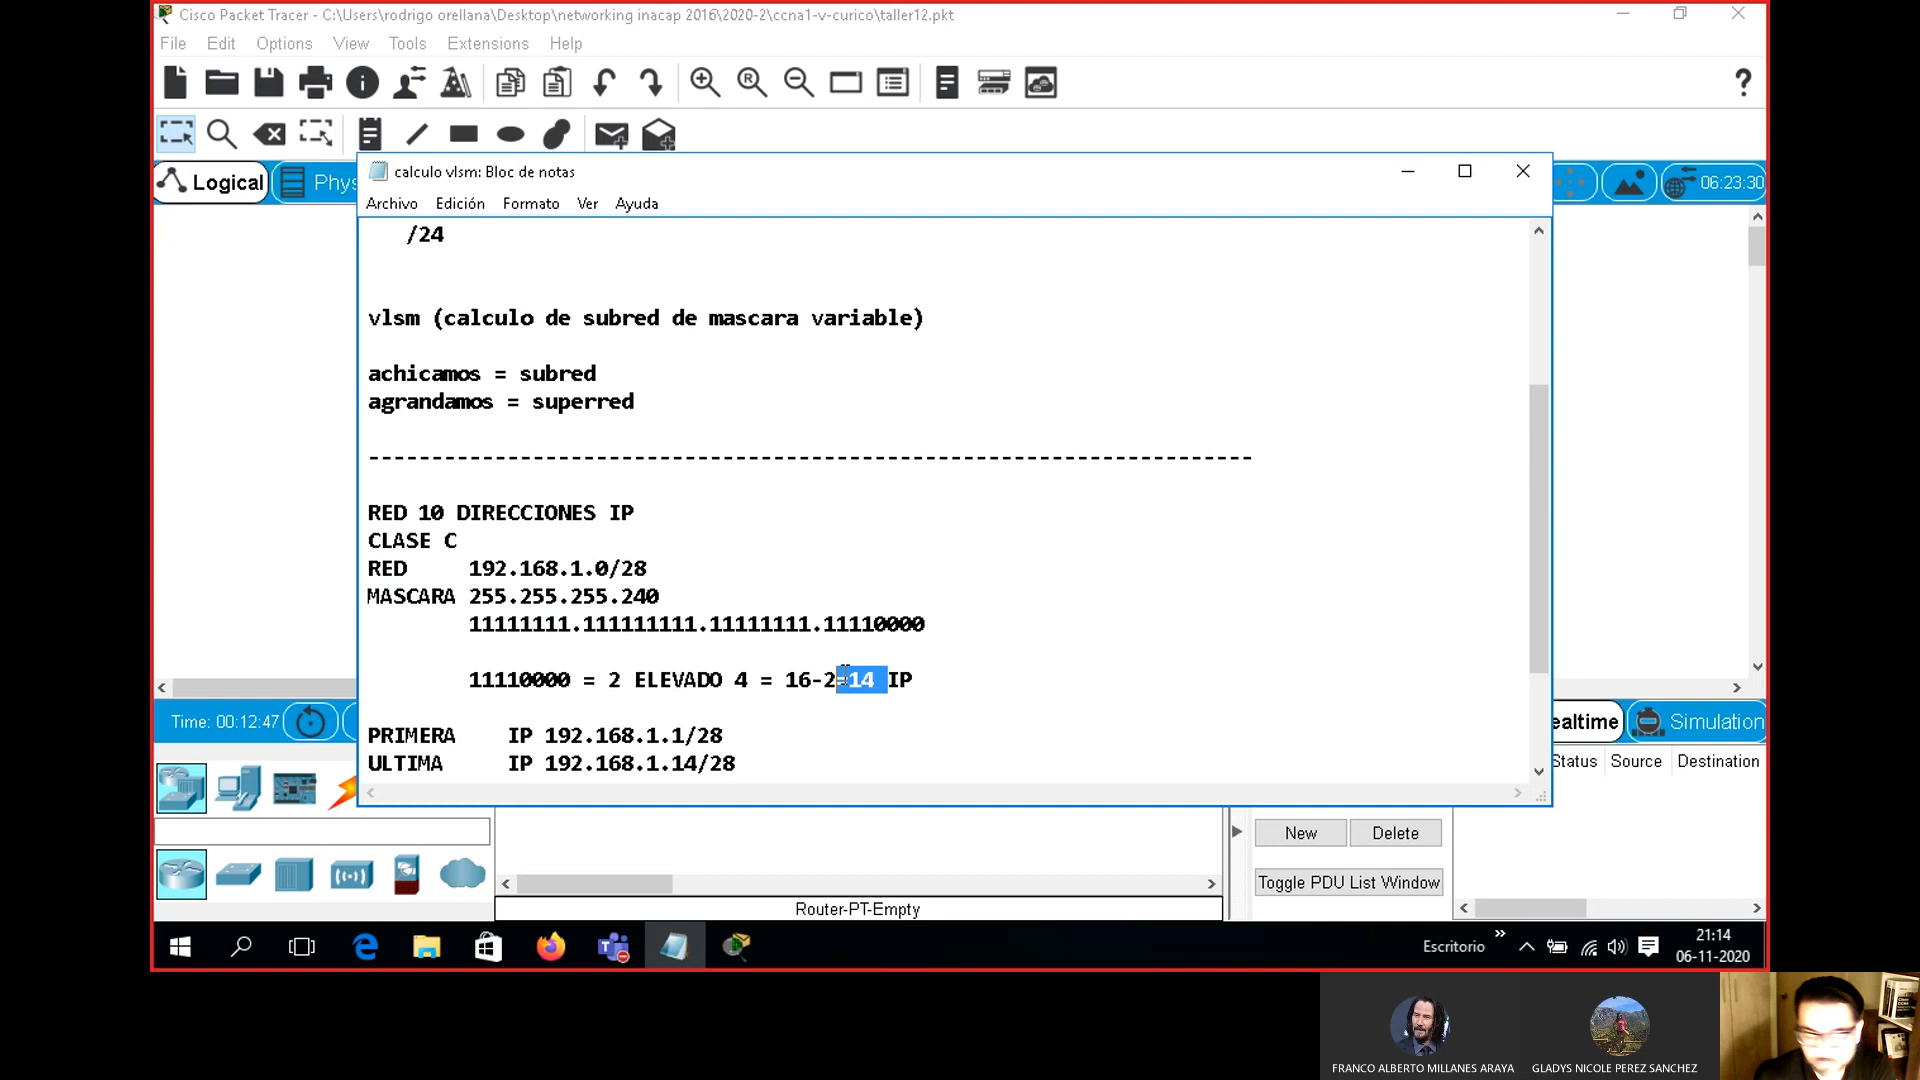 Cisco Packet Tracer - C:\Users\rodrigo orellana\Desktop\networking inacap 2016\2020-2\ccna1-v-curico\taller12.pkt
File Edit Options View Tools Extensions Help
Logical
Phys
06:23:30
calculo vlsm: Bloc de notas
Archivo Edición Formato Ver Ayuda
/24
vlsm (calculo de subred de mascara variable)
achicamos = subred
agrandamos = superred
----------------------------------------------------------------------
RED 10 DIRECCIONES IP
CLASE C
RED 192.168.1.0/28
MASCARA 255.255.255.240
11111111.111111111.11111111.11110000
11110000 = 2 ELEVADO 4 = 16-2=14 IP
PRIMERA IP 192.168.1.1/28
ULTIMA IP 192.168.1.14/28
Time: 00:12:47
ealtime
Simulation
Status Source Destination
New Delete
Toggle PDU List Window
Router-PT-Empty
Escritorio
21:14
06-11-2020
FRANCO ALBERTO MILLANES ARAYA
GLADYS NICOLE PEREZ SANCHEZ